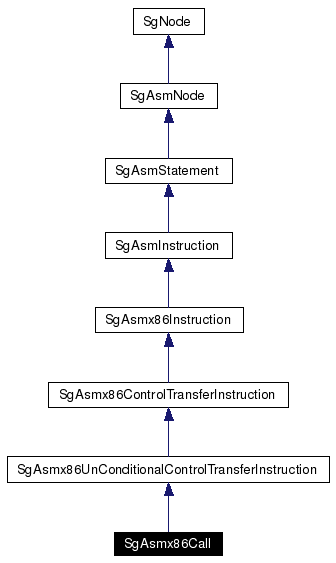 SgNode
SgAsmNode
SgAsmStatement
SgAsmInstruction
SgAsmx86Instruction
SgAsmx86ControlTransferInstruction
SgAsmx86UnConditionalControlTransferInstruction
SgAsmx86Call